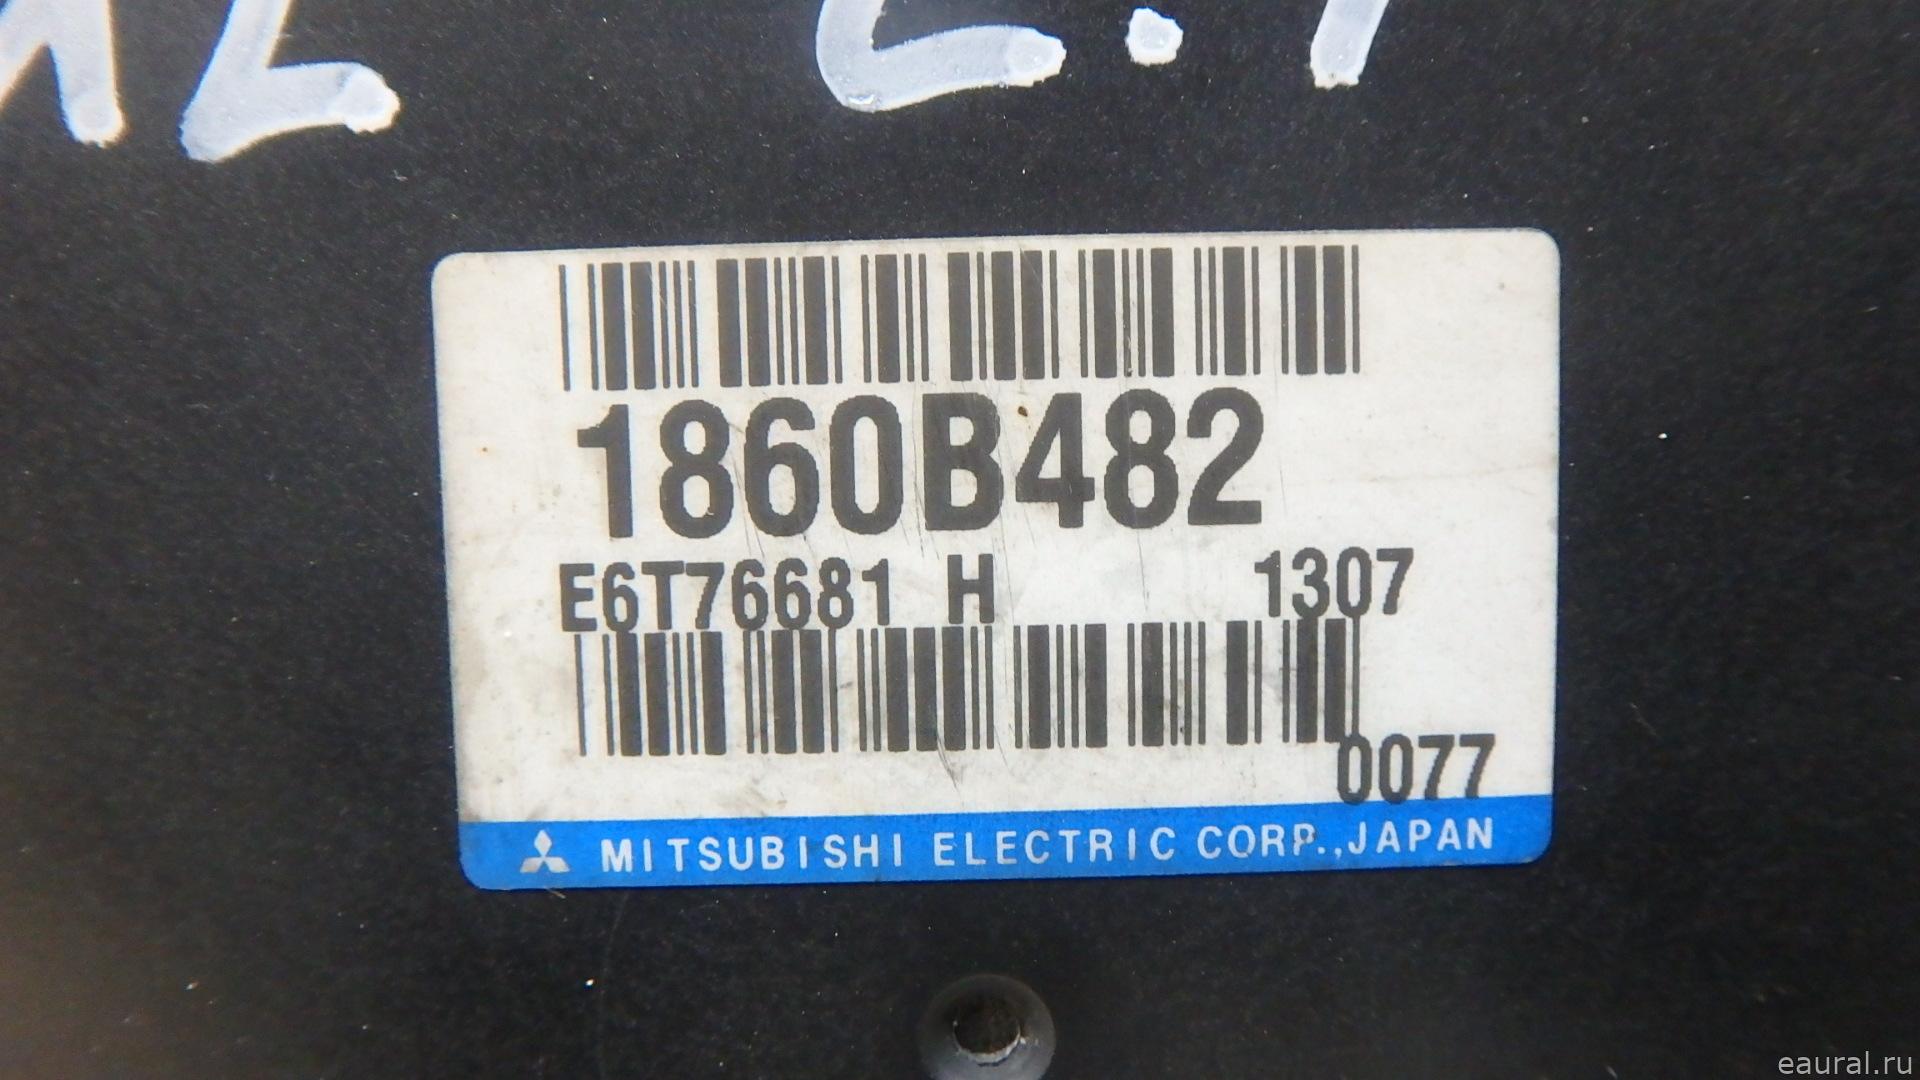 1860B482
E6T76681 H 1307
0077
MITSUBISHI ELECTRIC CORP.,JAPAN
eaural.ru